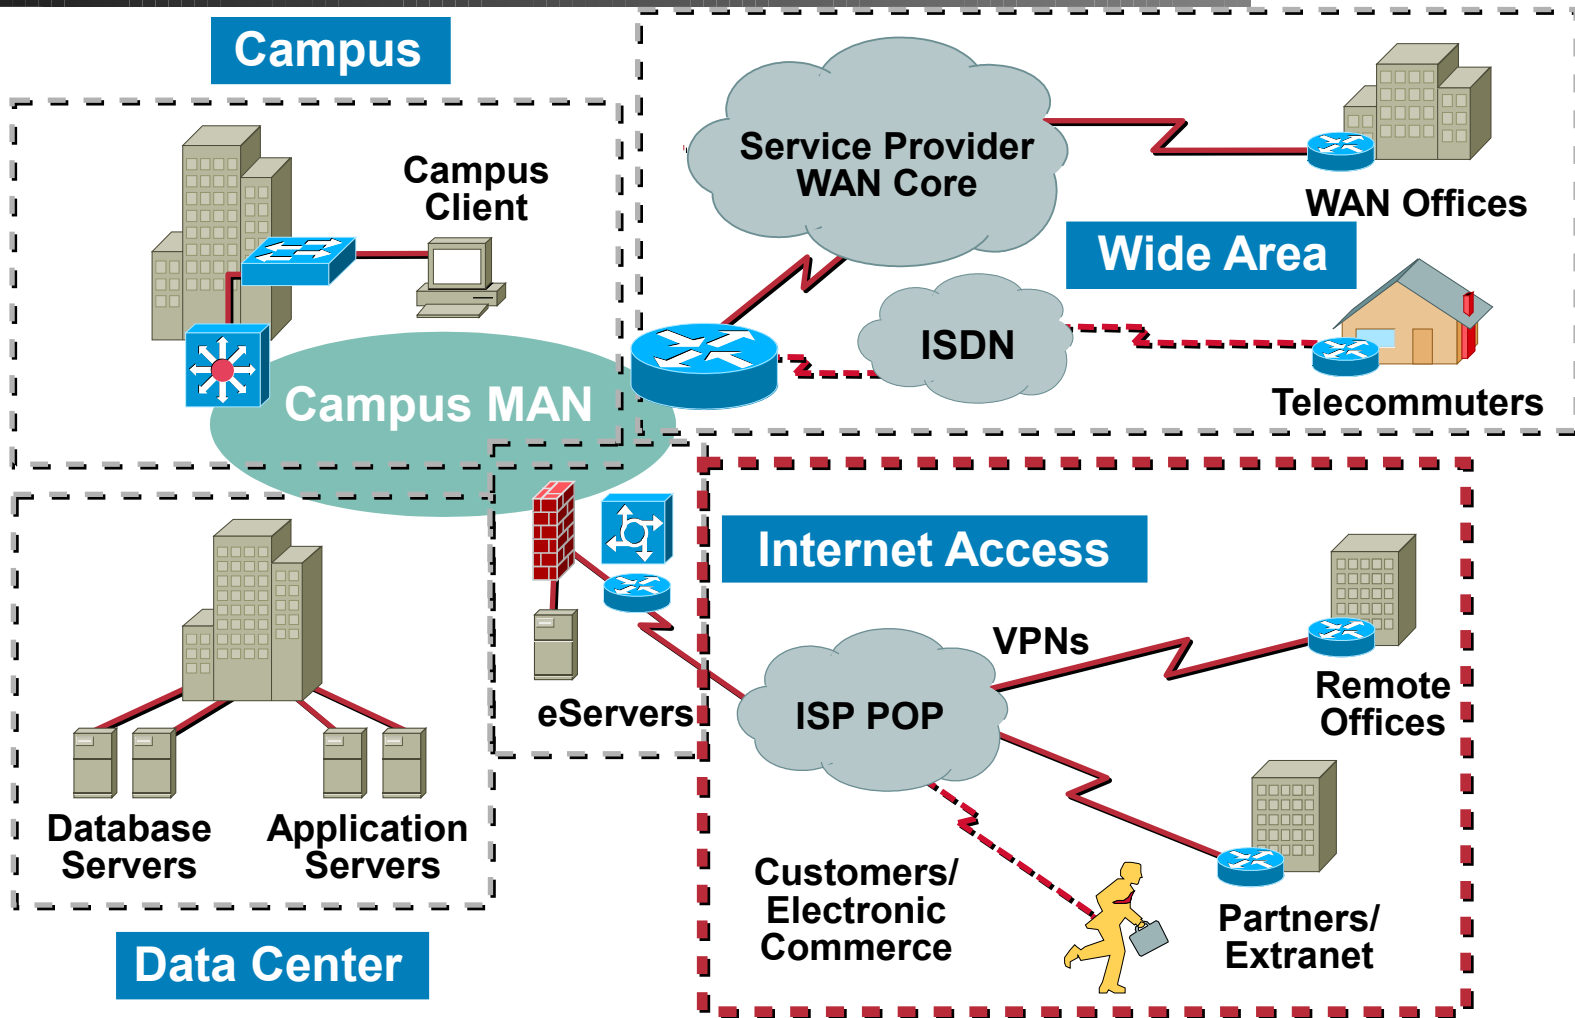 Campus
Campus
Client
Campus MAN
Service Provider
WAN Core
WAN Offices
Wide Area
ISDN
Telecommuters
Internet Access
eServers
VPNs
ISP POP
Remote
Offices
Customers/
Electronic
Commerce
Partners/
Extranet
Database
Servers
Application
Servers
Data Center